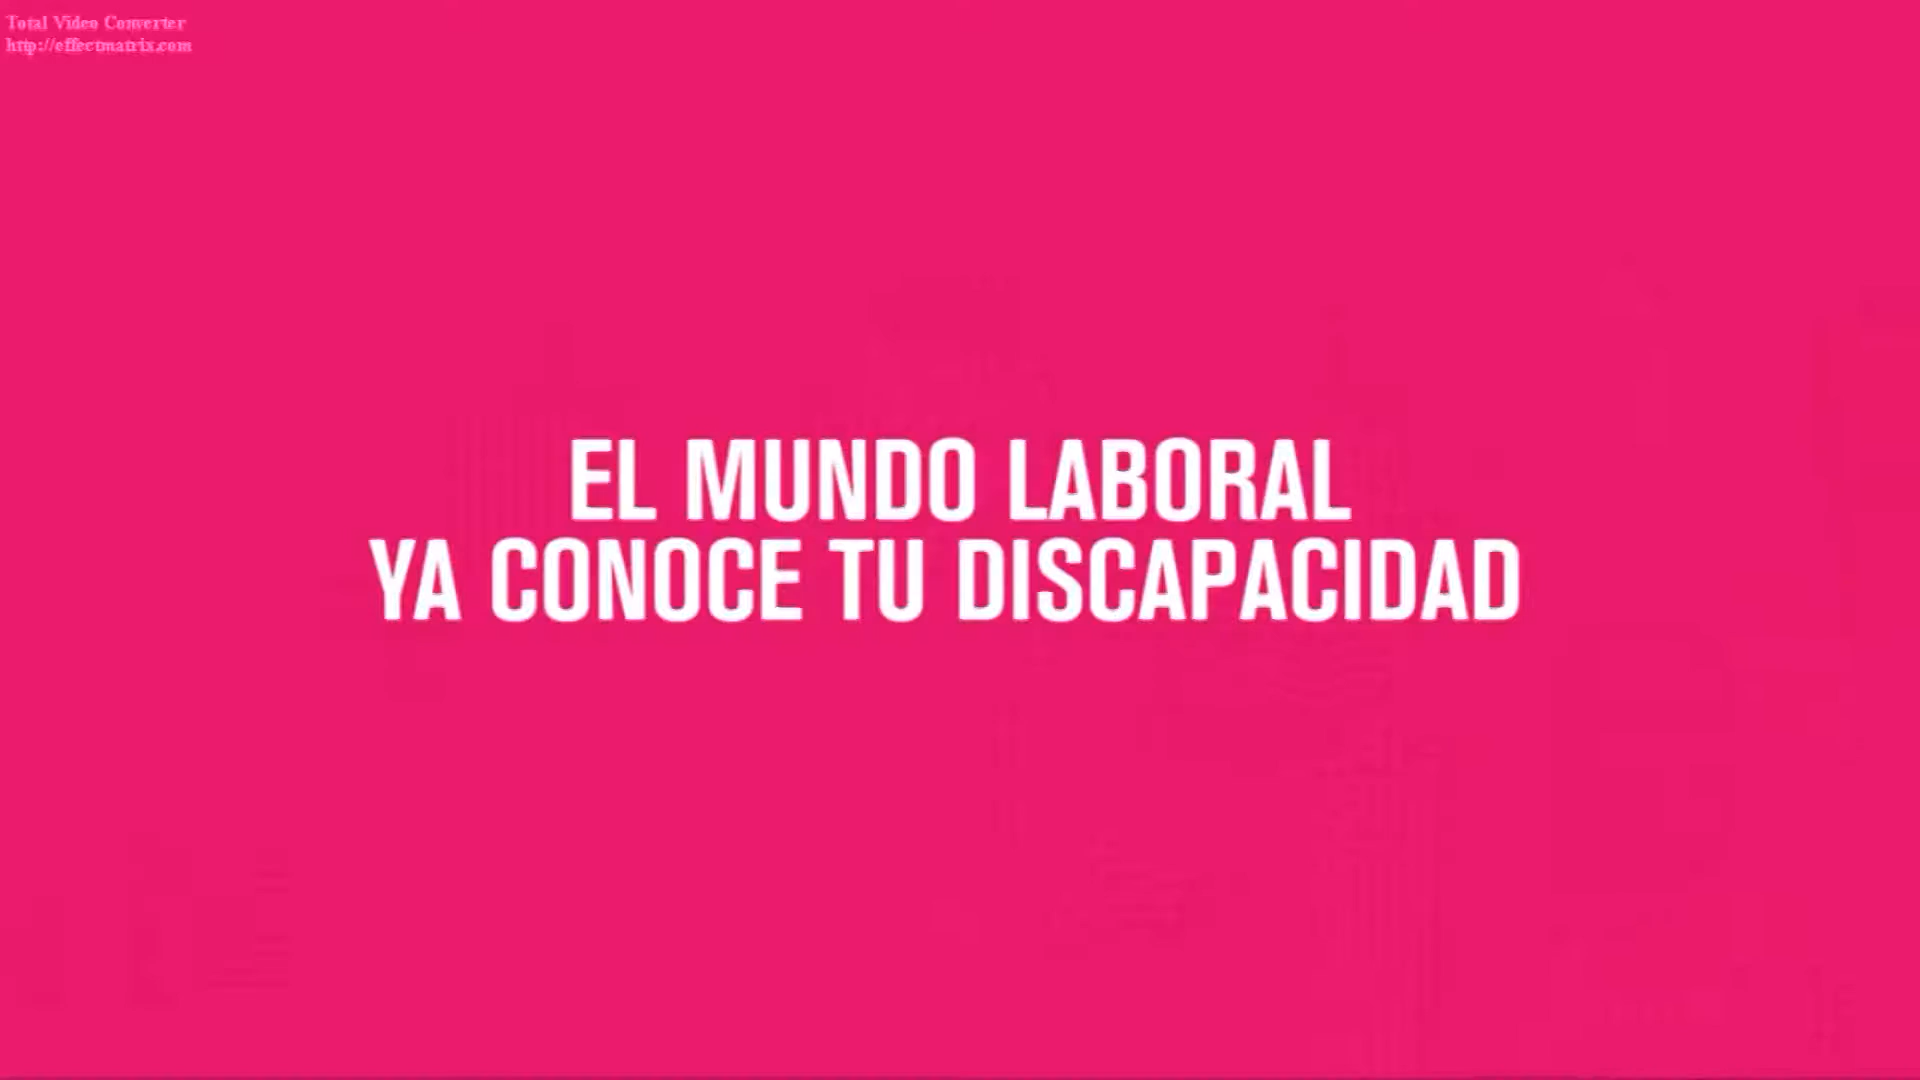 Total Video Converter
http://effectmatrix.com
EL MUNDO LABORAL
YA CONOCE TU DISCAPACIDAD